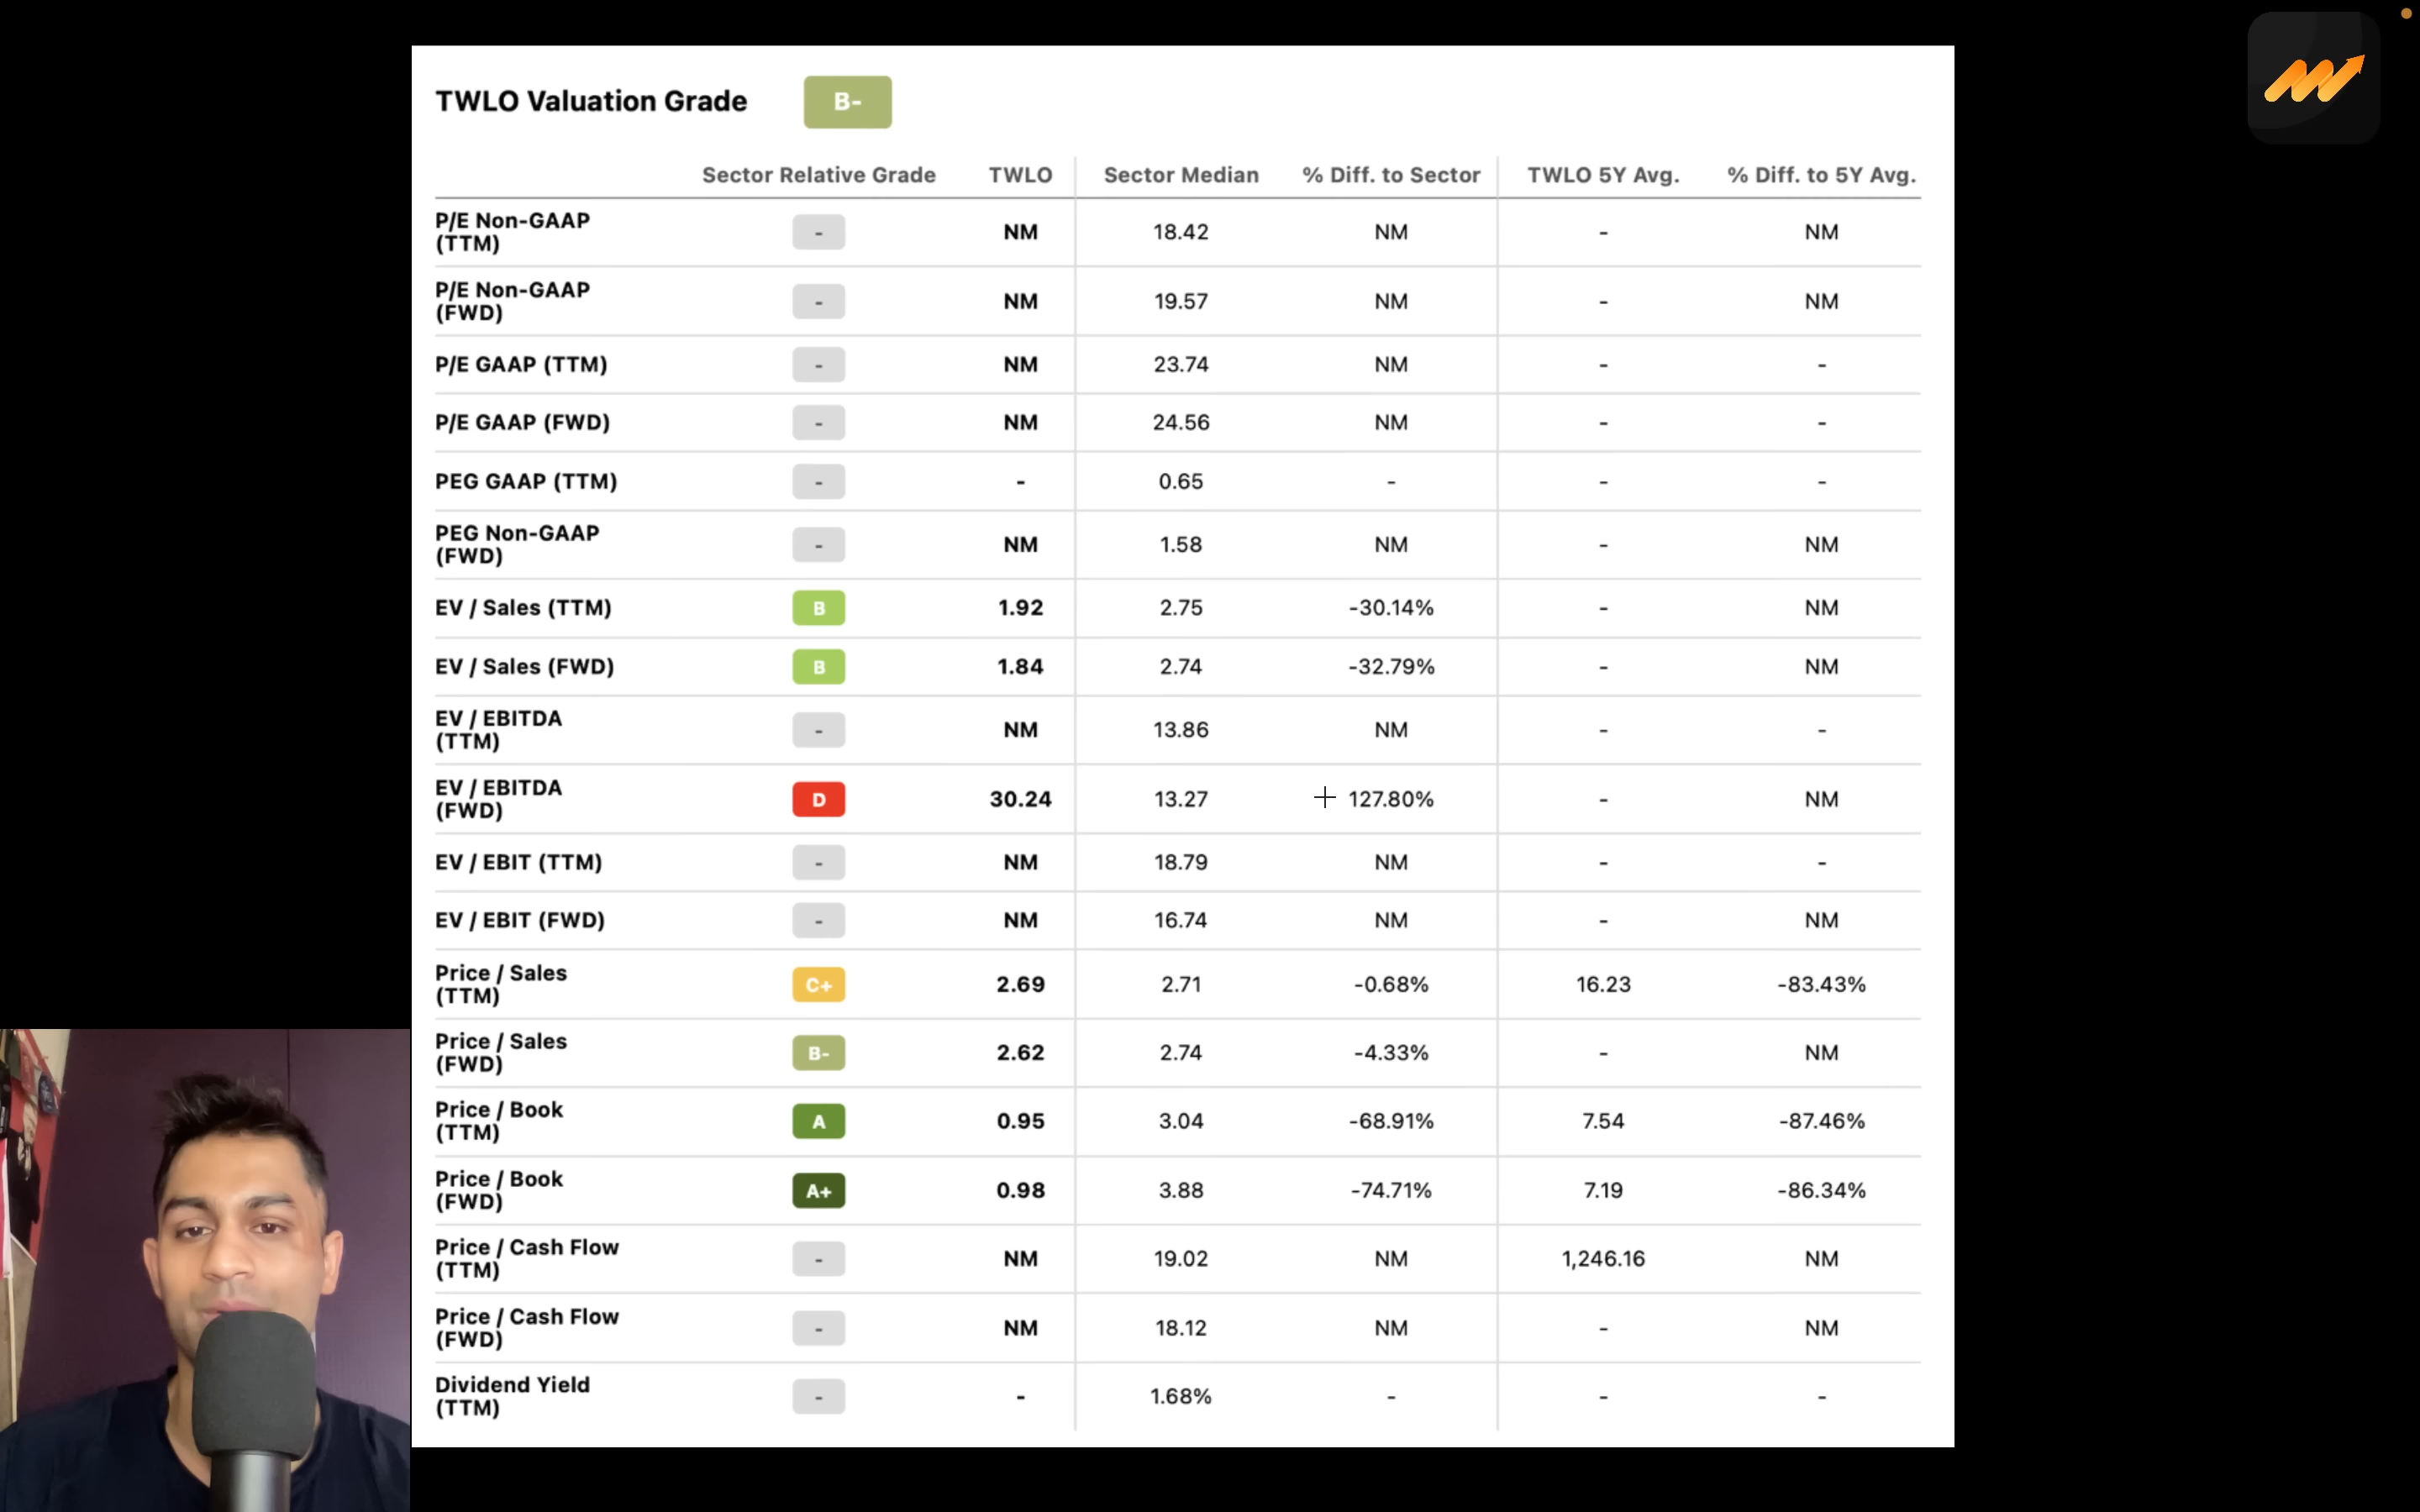 TWLO Valuation Grade B-
Sector Relative Grade TWLO Sector Median % Diff. to Sector TWLO 5Y Avg. % Diff. to 5Y Avg.
P/E Non-GAAP
(TTM) - NM 18.42 NM - NM
P/E Non-GAAP
(FWD) - NM 19.57 NM - NM
P/E GAAP (TTM) - NM 23.74 NM - -
P/E GAAP (FWD) - NM 24.56 NM - -
PEG GAAP (TTM) - - 0.65 - - -
PEG Non-GAAP
(FWD) - NM 1.58 NM - NM
EV / Sales (TTM) B 1.92 2.75 -30.14% - NM
EV / Sales (FWD) B 1.84 2.74 -32.79% - NM
EV / EBITDA
(TTM) - NM 13.86 NM - -
EV / EBITDA
(FWD) D 30.24 13.27 127.80% - NM
EV / EBIT (TTM) - NM 18.79 NM - -
EV / EBIT (FWD) - NM 16.74 NM - NM
Price / Sales
(TTM) C+ 2.69 2.71 -0.68% 16.23 -83.43%
Price / Sales
(FWD) B- 2.62 2.74 -4.33% - NM
Price / Book
(TTM) A 0.95 3.04 -68.91% 7.54 -87.46%
Price / Book
(FWD) A+ 0.98 3.88 -74.71% 7.19 -86.34%
Price / Cash Flow
(TTM) - NM 19.02 NM 1,246.16 NM
Price / Cash Flow
(FWD) - NM 18.12 NM - NM
Dividend Yield
(TTM) - - 1.68% - - -